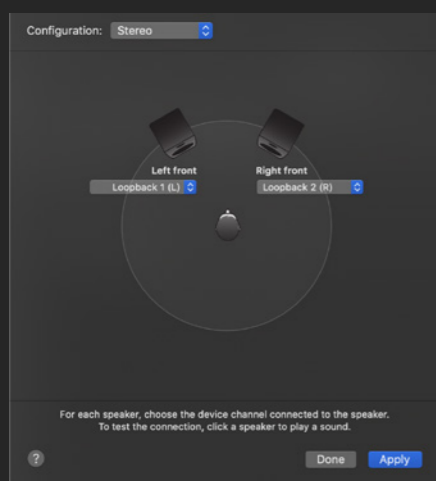 Configuration: Stereo
Left front Right front
Loopback 1 (L) Loopback 2 (R)
For each speaker, choose the device channel connected to the speaker.
To test the connection, click a speaker to play a sound.
? Done Apply